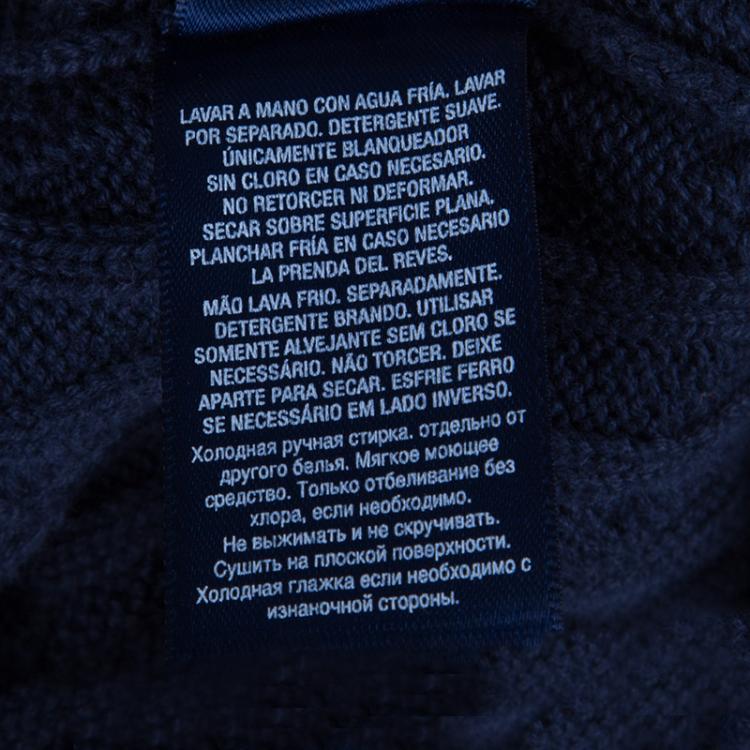 LAVAR A MANO CON AGUA FRÍA. LAVAR
POR SEPARADO. DETERGENTE SUAVE.
ÚNICAMENTE BLANQUEADOR
SIN CLORO EN CASO NECESARIO.
NO RETORCER NI DEFORMAR.
SECAR SOBRE SUPERFICIE PLANA.
PLANCHAR FRÍA EN CASO NECESARIO
LA PRENDA DEL REVES.
MÃO LAVA FRIO. SEPARADAMENTE.
DETERGENTE BRANDO. UTILISAR
SOMENTE ALVEJANTE SEM CLORO SE
NECESSÁRIO. NÃO TORCER. DEIXE
APARTE PARA SECAR. ESFRIE FERRO
SE NECESSÁRIO EM LADO INVERSO.
Холодная ручная стирка. отдельно от
другого белья. Мягкое моющее
средство. Только отбеливание без
хлора, если необходимо.
Не выжимать и не скручивать.
Сушить на плоской поверхности.
Холодная глажка если необходимо с
изнаночной стороны.